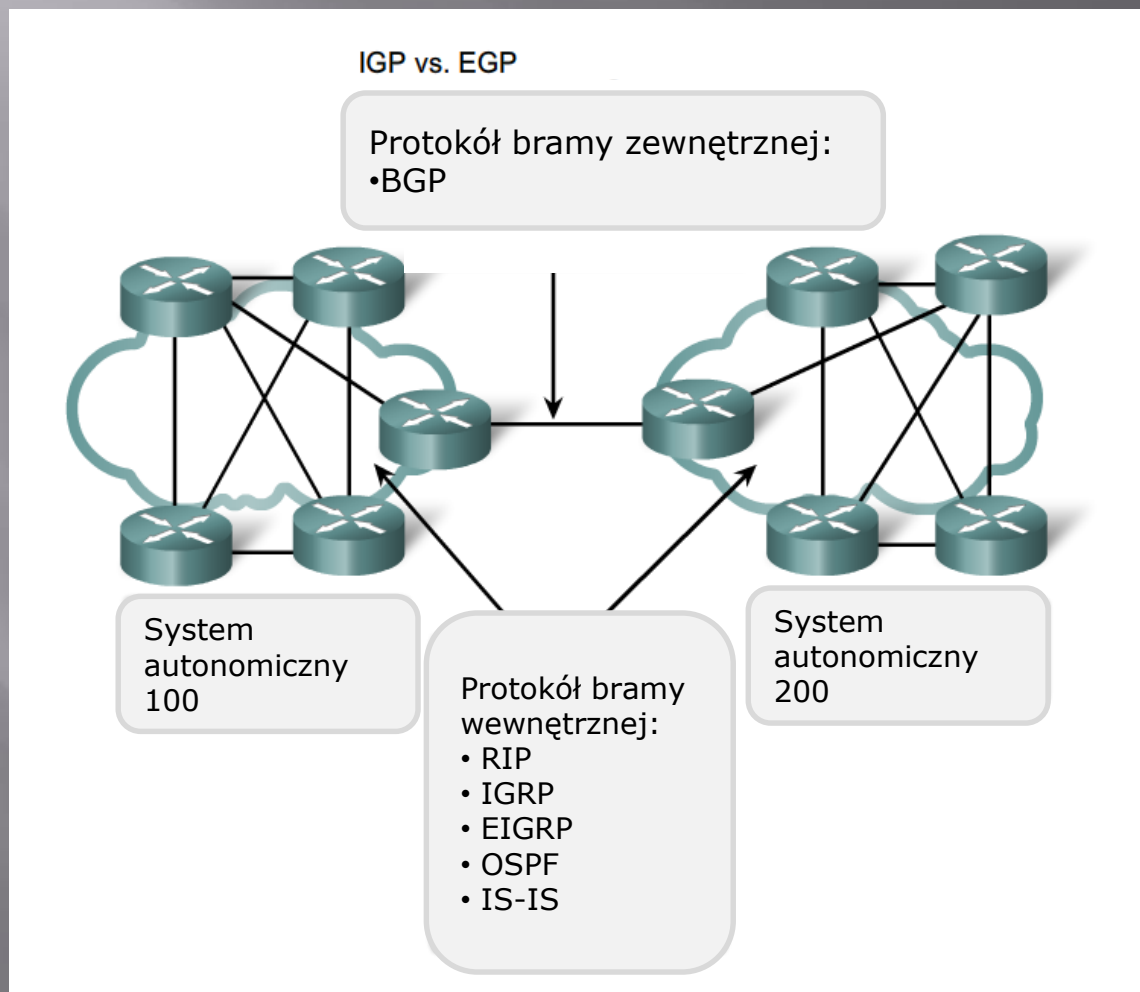 IGP vs. EGP
Protokół bramy zewnętrznej:
•BGP
System
autonomiczny
100
System
autonomiczny
200
Protokół bramy
wewnętrznej:
• RIP
• IGRP
• EIGRP
• OSPF
• IS-IS